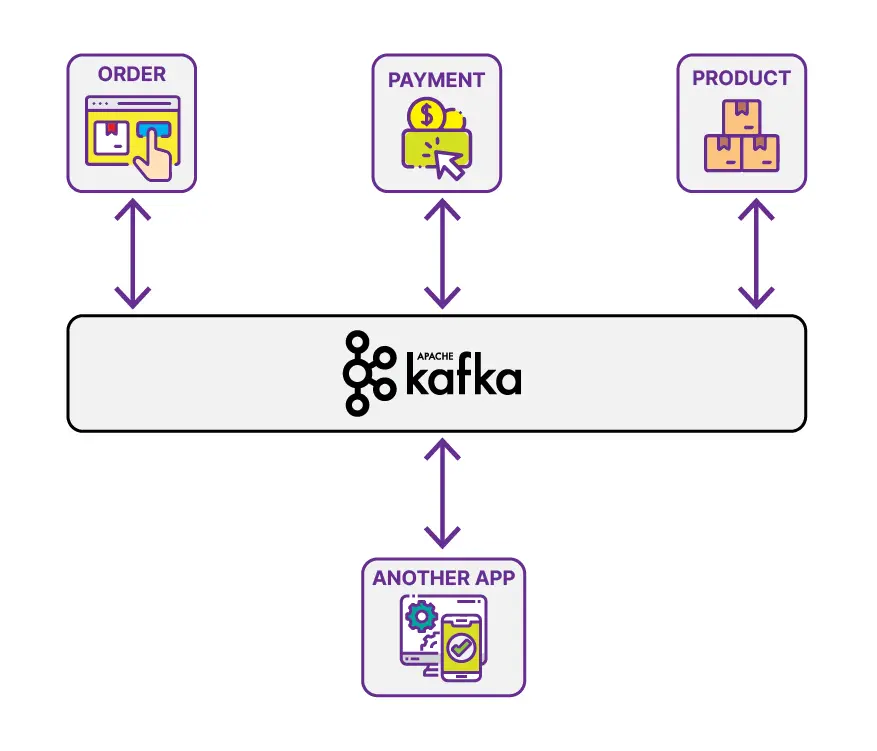 ORDER
PAYMENT
PRODUCT
$
APACHE
kafka
ANOTHER APP